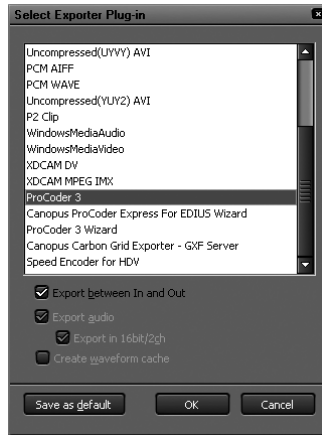 Select Exporter Plug-in
Uncompressed(UYVY) AVI
PCM AIFF
PCM WAVE
Uncompressed(YUY2) AVI
P2 Clip
WindowsMediaAudio
WindowsMediaVideo
XDCAM DV
XDCAM MPEG IMX
ProCoder 3
Canopus ProCoder Express For EDIUS Wizard
ProCoder 3 Wizard
Canopus Carbon Grid Exporter - GXF Server
Speed Encoder for HDV
Export between In and Out
Export audio
Export in 16bit/2ch
Create waveform cache
Save as default
OK
Cancel